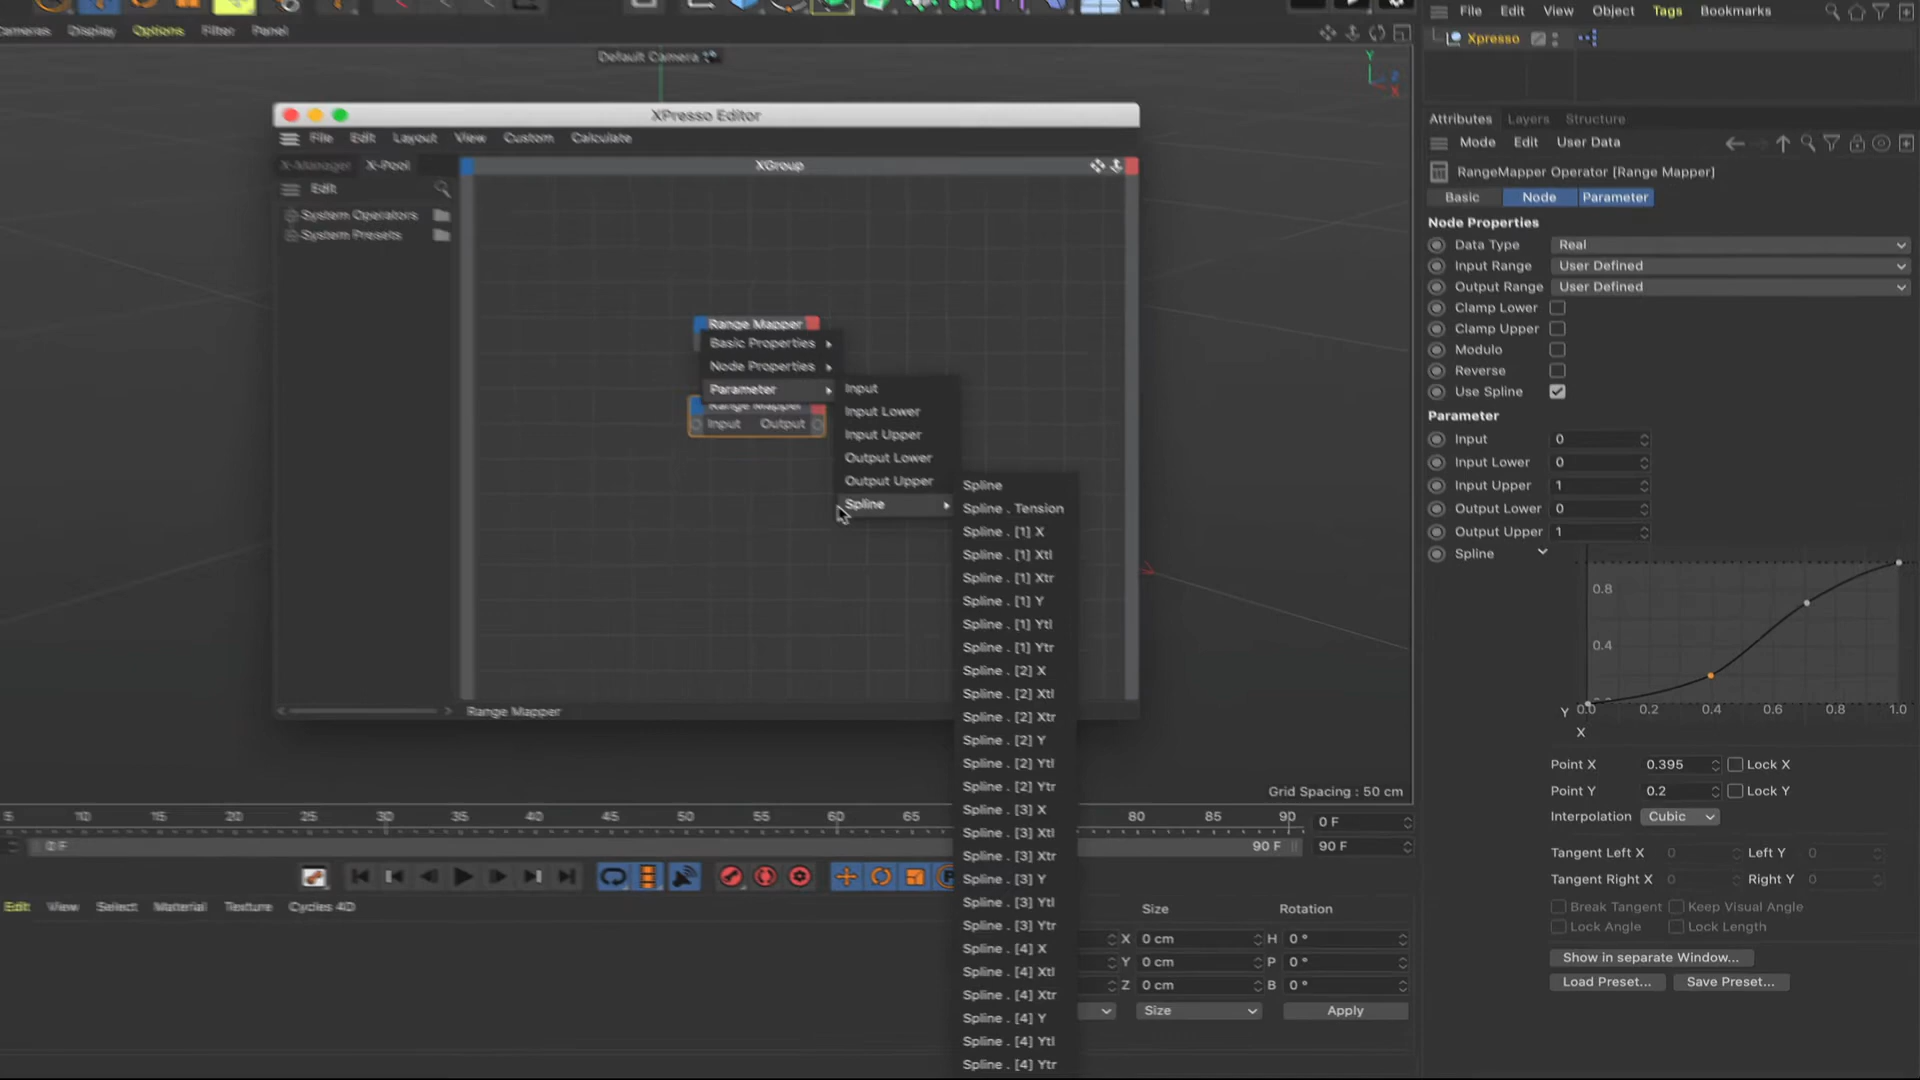 Cameras Display Options Filter Panel
Default Camera
XPresso Editor
File Edit Layout View Custom Calculate
X-Manager X-Pool
XGroup
Edit
System Operators
System Presets
Range Mapper
Basic Properties
Node Properties
Parameter
Range Mapper
Input Output
Input
Input Lower
Input Upper
Output Lower
Output Upper
Spline
Spline
Spline . Tension
Spline . [1] X
Spline . [1] Xtl
Spline . [1] Xtr
Spline . [1] Y
Spline . [1] Ytl
Spline . [1] Ytr
Spline . [2] X
Spline . [2] Xtl
Spline . [2] Xtr
Spline . [2] Y
Spline . [2] Ytl
Spline . [2] Ytr
Spline . [3] X
Spline . [3] Xtl
Spline . [3] Xtr
Spline . [3] Y
Spline . [3] Ytl
Spline . [3] Ytr
Spline . [4] X
Spline . [4] Xtl
Spline . [4] Xtr
Spline . [4] Y
Spline . [4] Ytl
Spline . [4] Ytr
Range Mapper
Y
Z
X
Grid Spacing : 50 cm
5 10 15 20 25 30 35 40 45 50 55 60 65 80 85 90
0 F
0 F
90 F
90 F
Edit View Select Material Texture Cycles 4D
Size Rotation
X 0 cm H 0 °
Y 0 cm P 0 °
Z 0 cm B 0 °
Size
Apply
File Edit View Object Tags Bookmarks
Xpresso
Attributes Layers Structure
Mode Edit User Data
RangeMapper Operator [Range Mapper]
Basic Node Parameter
Node Properties
Data Type Real
Input Range User Defined
Output Range User Defined
Clamp Lower
Clamp Upper
Modulo
Reverse
Use Spline
Parameter
Input 0
Input Lower 0
Input Upper 1
Output Lower 0
Output Upper 1
Spline
0.8
0.4
Y 0.0 0.2 0.4 0.6 0.8 1.0
X
Point X 0.395 Lock X
Point Y 0.2 Lock Y
Interpolation Cubic
Tangent Left X 0 Left Y 0
Tangent Right X 0 Right Y 0
Break Tangent Keep Visual Angle
Lock Angle Lock Length
Show in separate Window...
Load Preset... Save Preset...